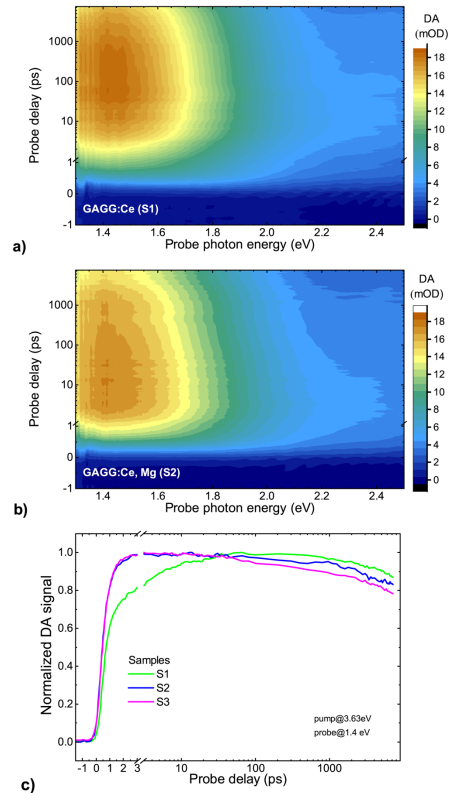 DA
(mOD)
1000
100
10
1
0
-1
Probe delay (ps)
18
16
14
12
10
8
6
4
2
0
GAGG:Ce (S1)
1.4 1.6 1.8 2.0 2.2 2.4
Probe photon energy (eV)
a)
DA
(mOD)
1000
100
10
1
0
-1
Probe delay (ps)
18
16
14
12
10
8
6
4
2
0
GAGG:Ce, Mg (S2)
1.4 1.6 1.8 2.0 2.2 2.4
Probe photon energy (eV)
b)
Normalized DA signal
1.0
0.8
0.6
0.4
0.2
0.0
Samples
S1
S2
S3
pump@3.63eV
probe@1.4 eV
-1 0 1 2 3 10 100 1000
Probe delay (ps)
c)